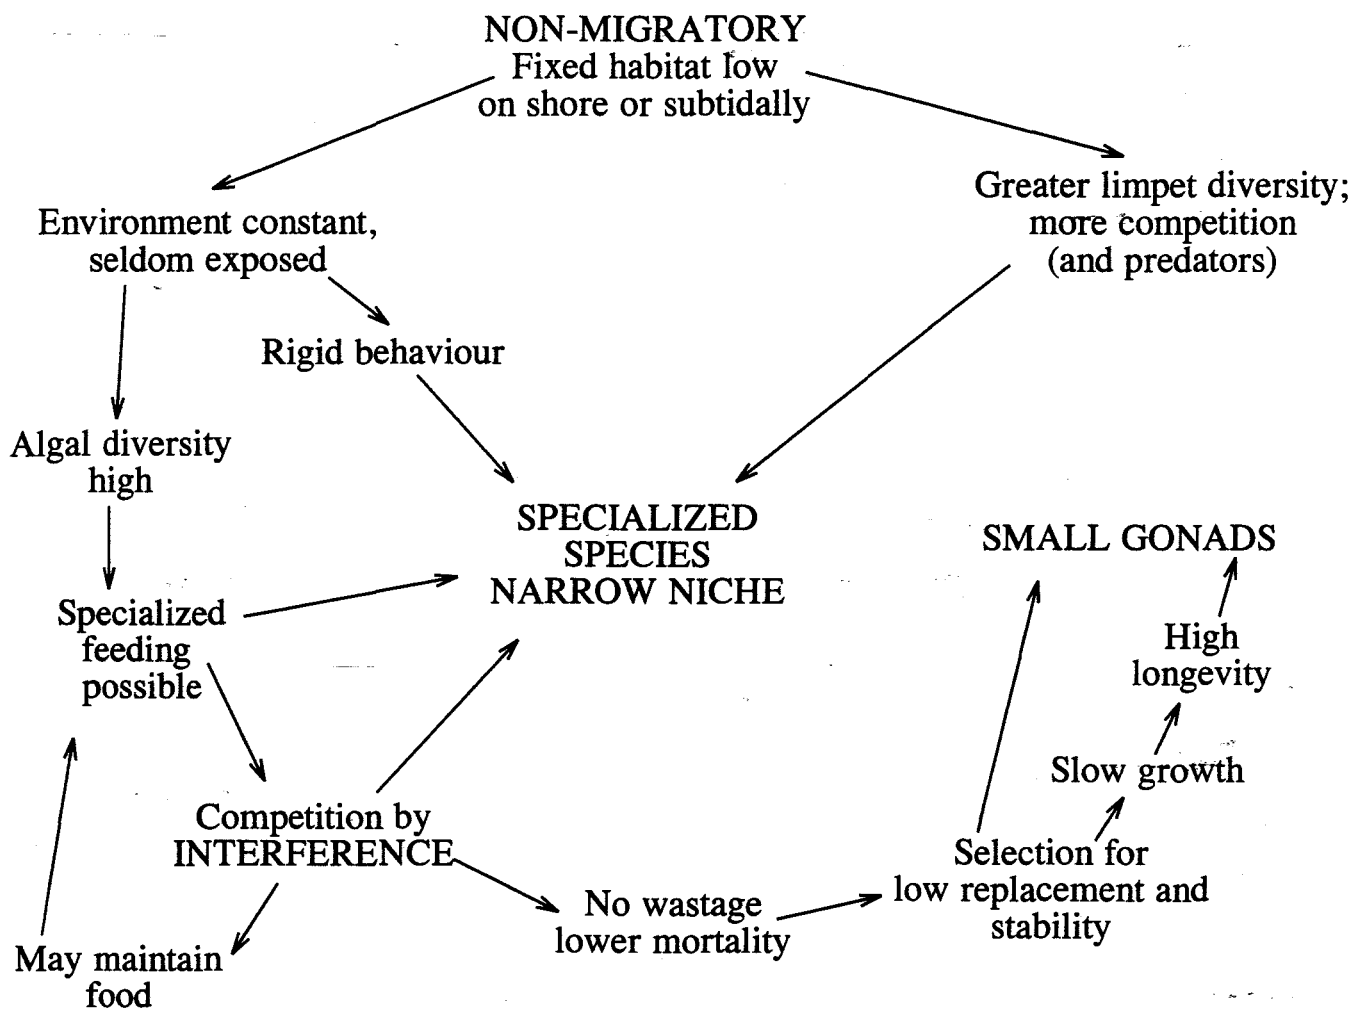 NON-MIGRATORY
Fixed habitat low
on shore or subtidally
Greater limpet diversity;
more competition
(and predators)
Environment constant,
seldom exposed
Rigid behaviour
Algal diversity
high
SPECIALIZED
SPECIES
NARROW NICHE
SMALL GONADS
Specialized
feeding
possible
High
longevity
Slow growth
Competition by
INTERFERENCE
Selection for
low replacement and
stability
No wastage
lower mortality
May maintain
food